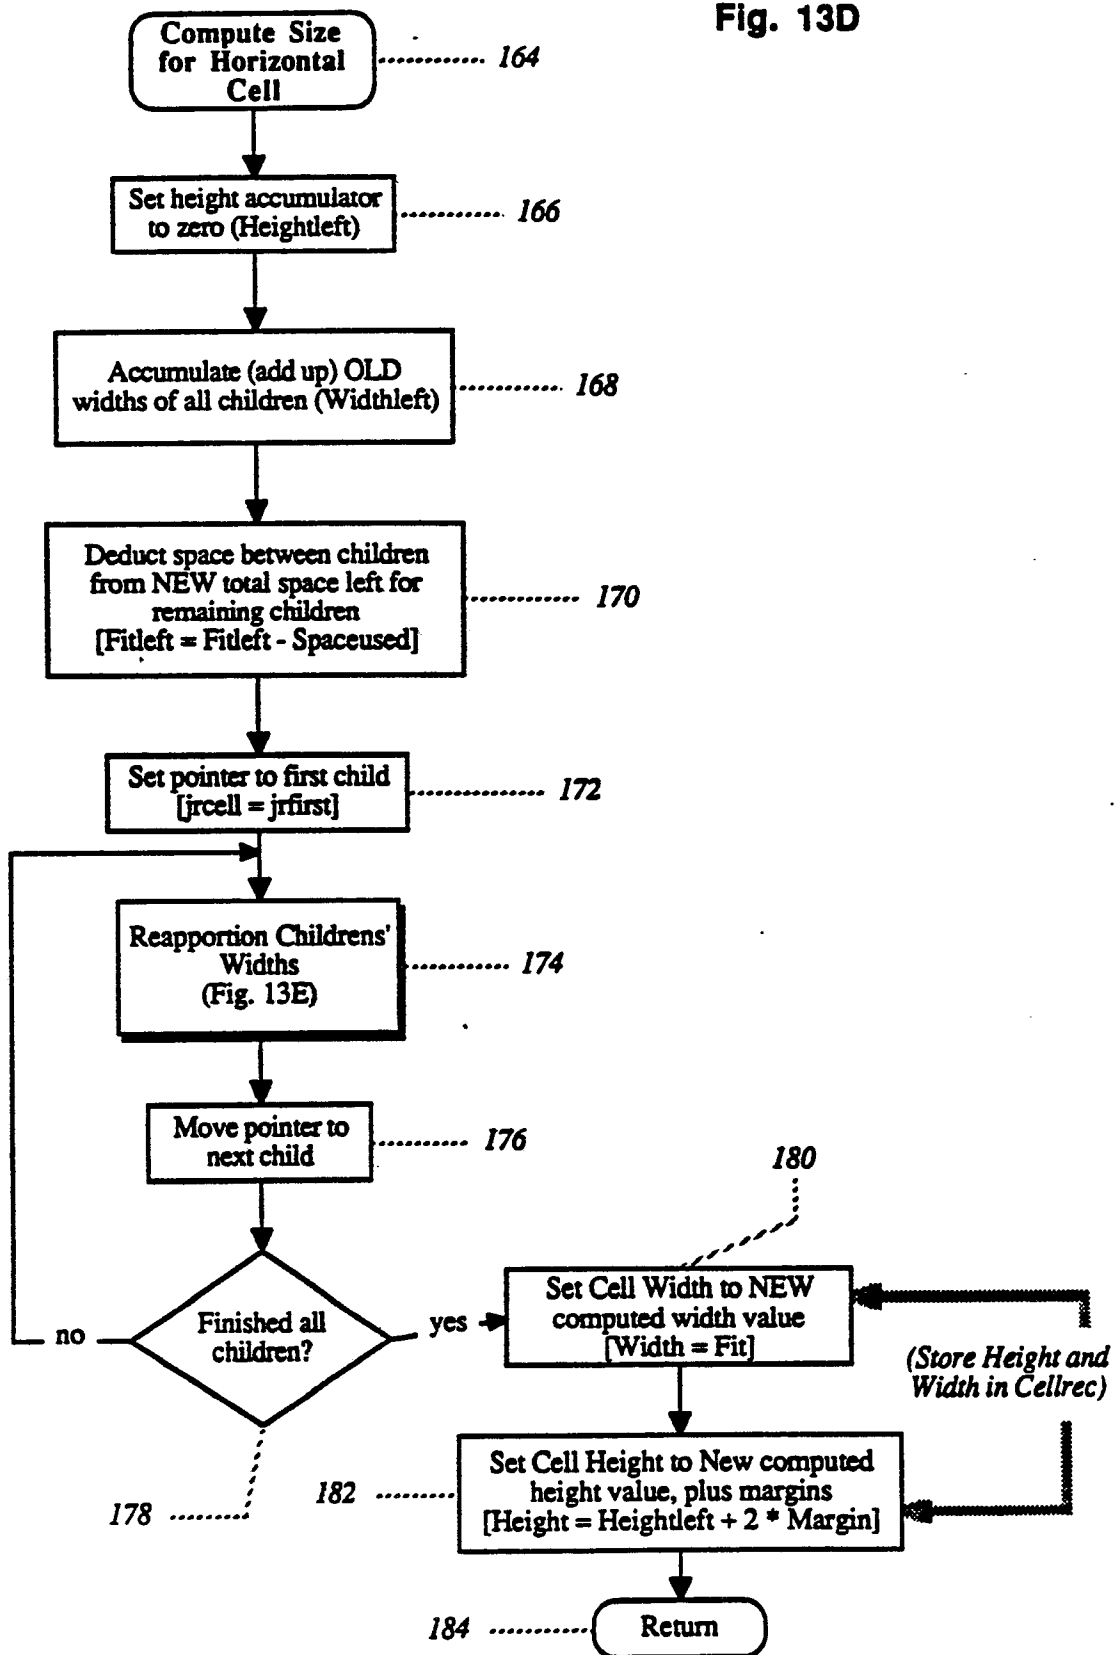 Fig. 13D
Compute Size
for Horizontal
Cell
164
Set height accumulator
to zero (Heightleft)
166
Accumulate (add up) OLD
widths of all children (Widthleft)
168
Deduct space between children
from NEW total space left for
remaining children
[Fitleft = Fitleft - Spaceused]
170
Set pointer to first child
[jrcell = jrfirst]
172
Reapportion Childrens'
Widths
(Fig. 13E)
174
Move pointer to
next child
176
Finished all
children?
no
yes
178
180
Set Cell Width to NEW
computed width value
[Width = Fit]
(Store Height and
Width in Cellrec)
Set Cell Height to New computed
height value, plus margins
[Height = Heightleft + 2 * Margin]
182
184
Return